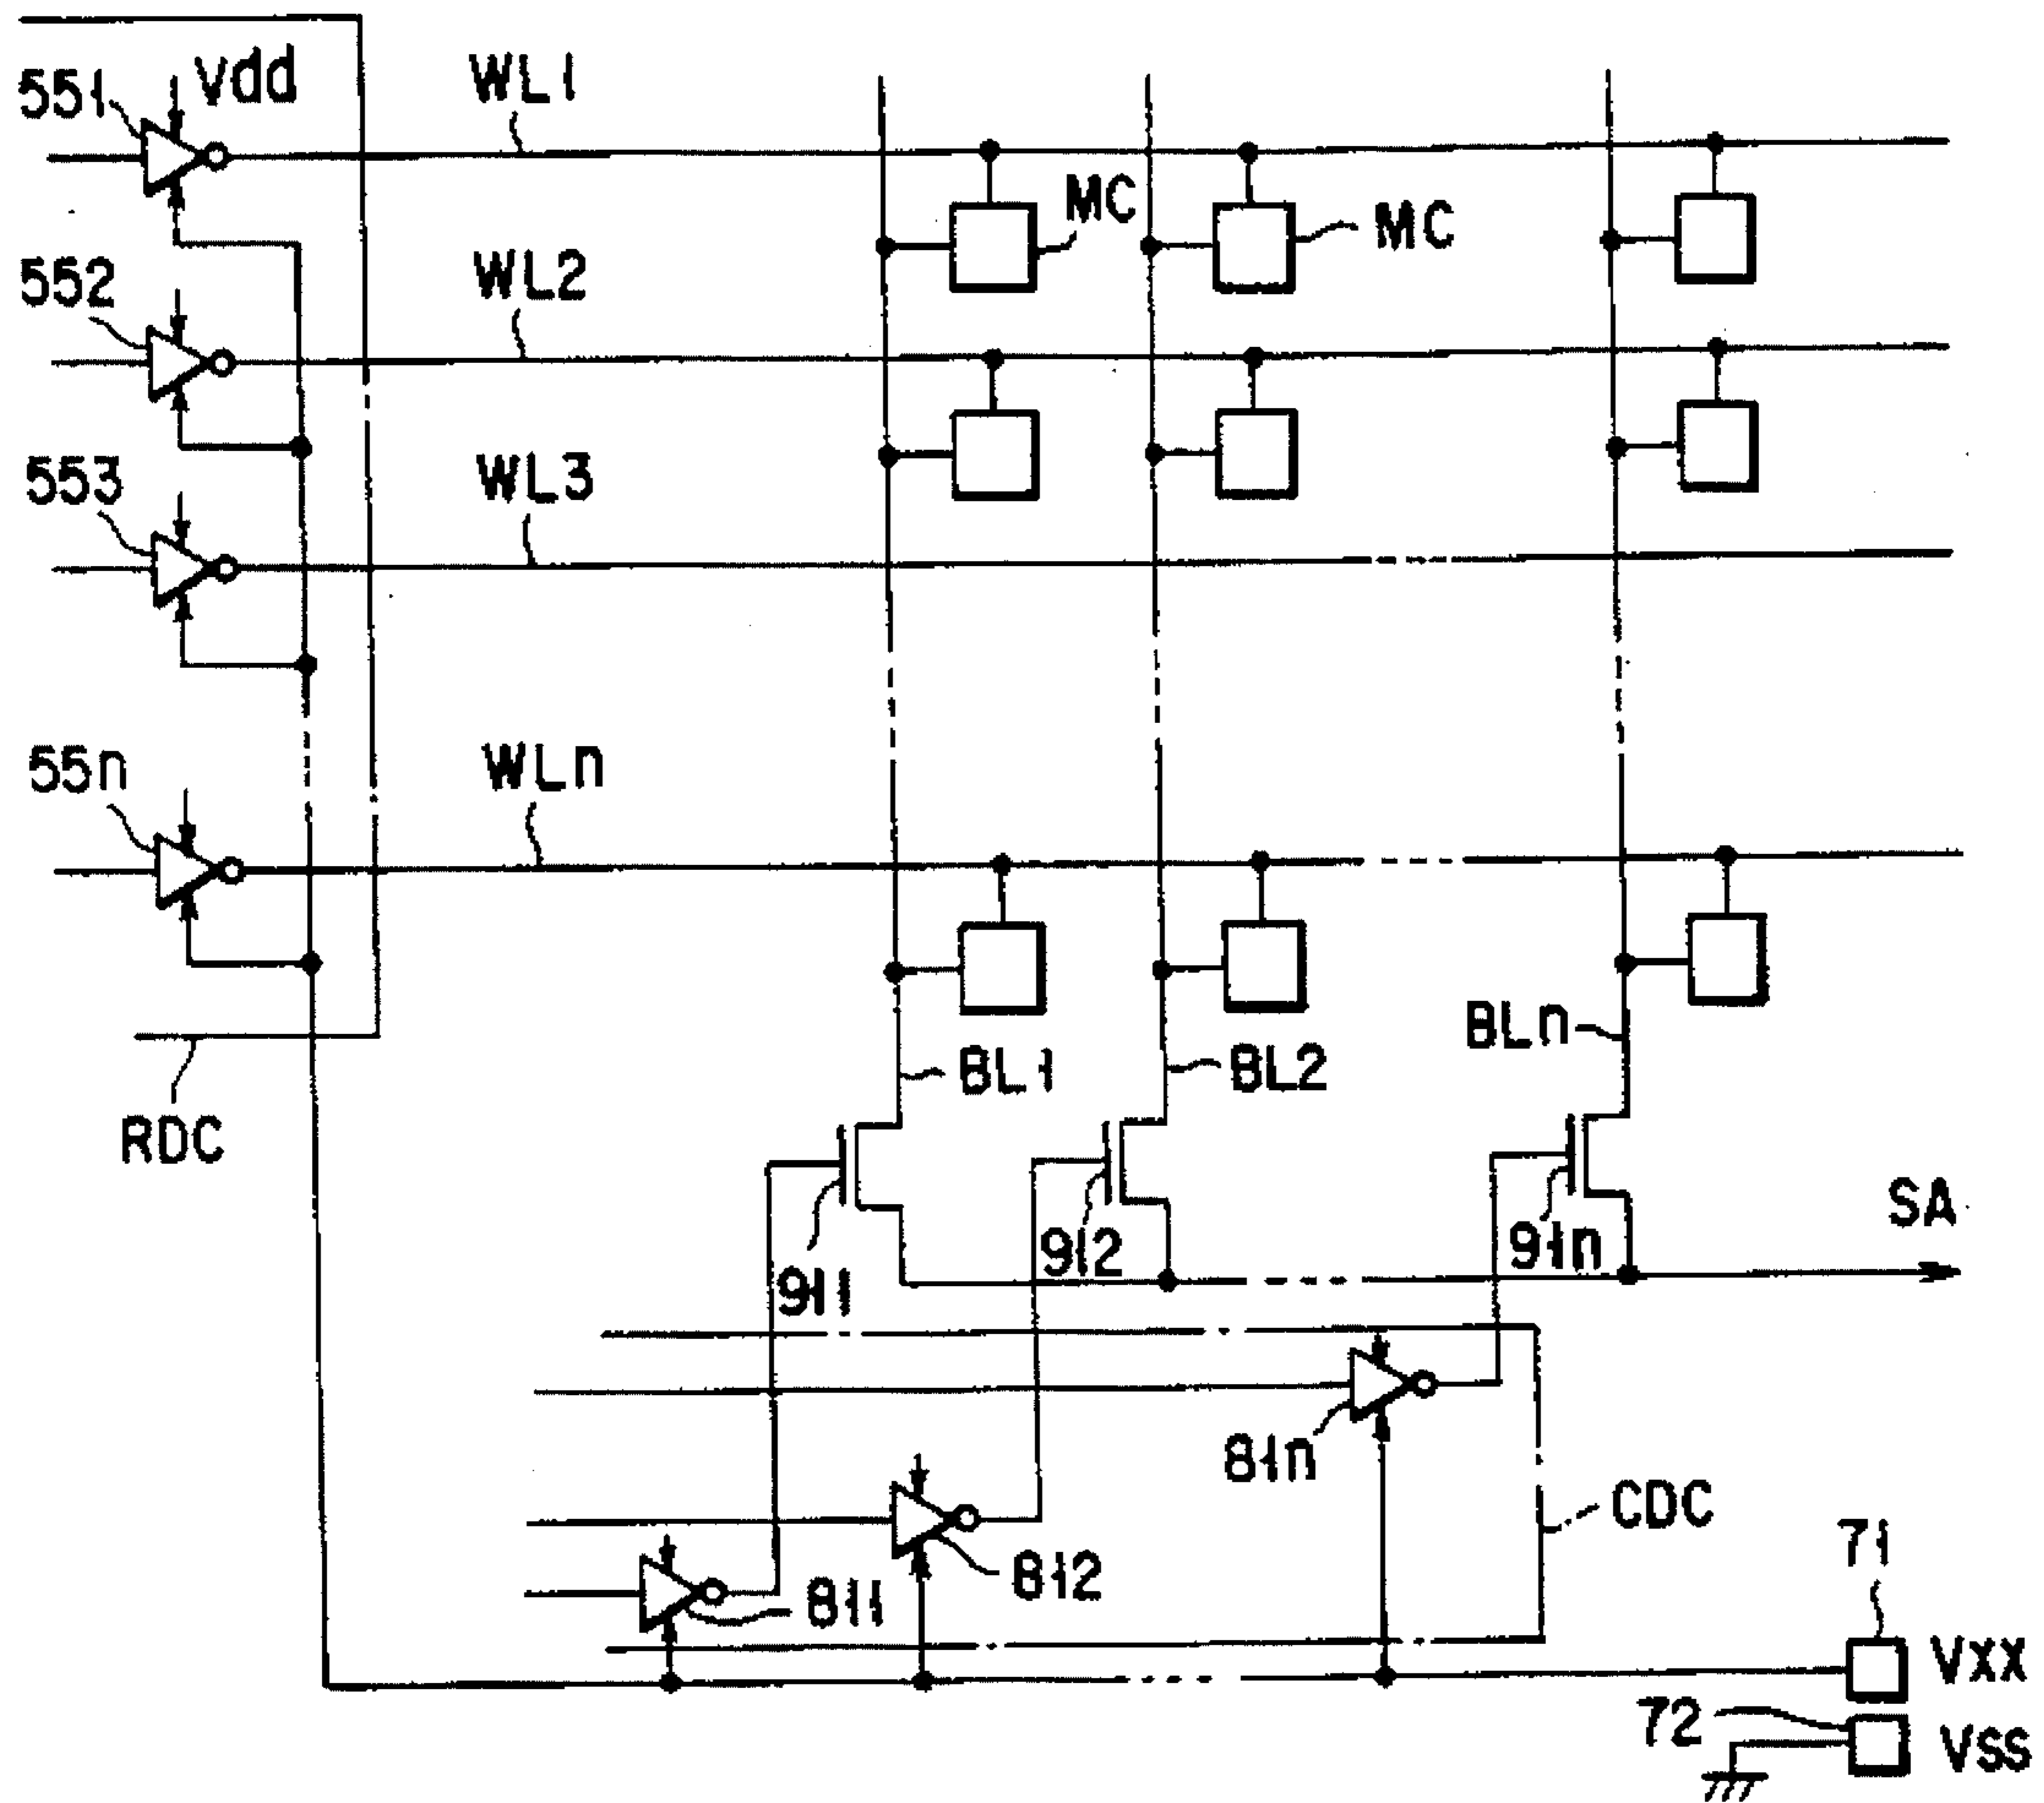 551
Vdd
WL1
MC
MC
552
WL2
553
WL3
55n
WLn
BL1
BL2
BLn
RDC
911
912
91n
SA
81n
CDC
812
811
71
VXX
72
VSS